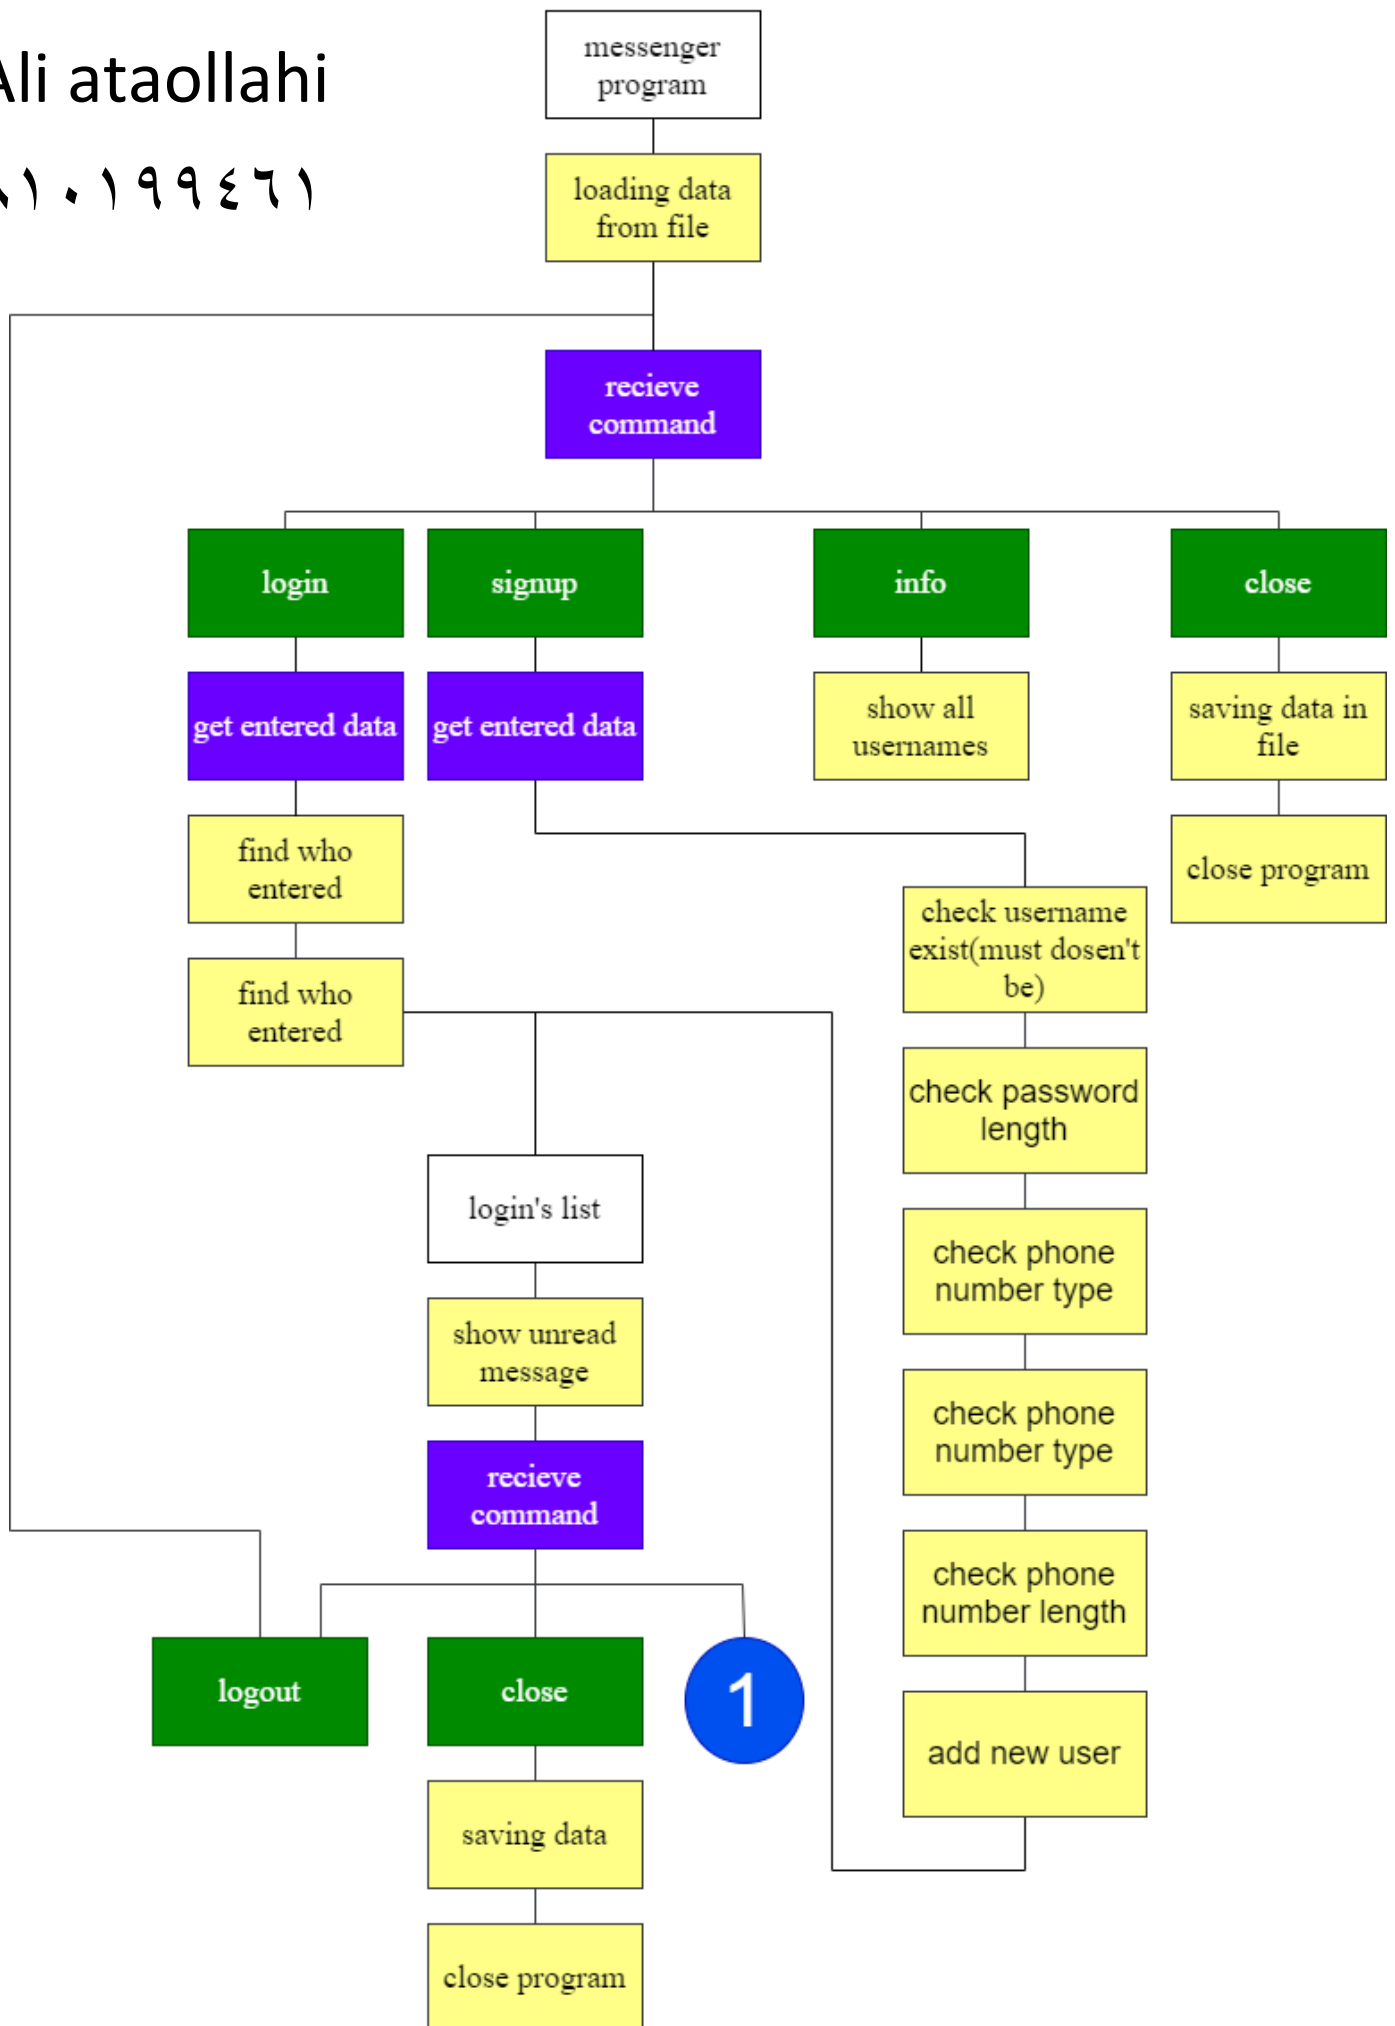 Ali ataollahi
٨١٠١٩٩٤٦١
messenger
program
loading data
from file
recieve
command
login
signup
info
close
get entered data
get entered data
show all
usernames
saving data in
file
find who
entered
close program
check username
exist(must dosen't
be)
find who
entered
check password
length
login's list
check phone
number type
show unread
message
check phone
number type
recieve
command
check phone
number length
logout
close
1
add new user
saving data
close program